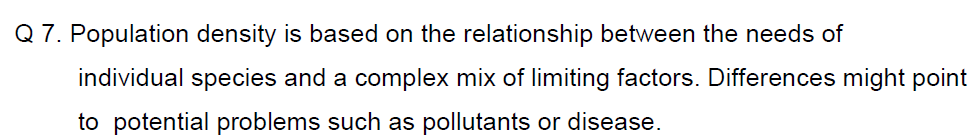 Q 7. Population density is based on the relationship between the needs of
individual species and a complex mix of limiting factors. Differences might point
to  potential problems such as pollutants or disease.